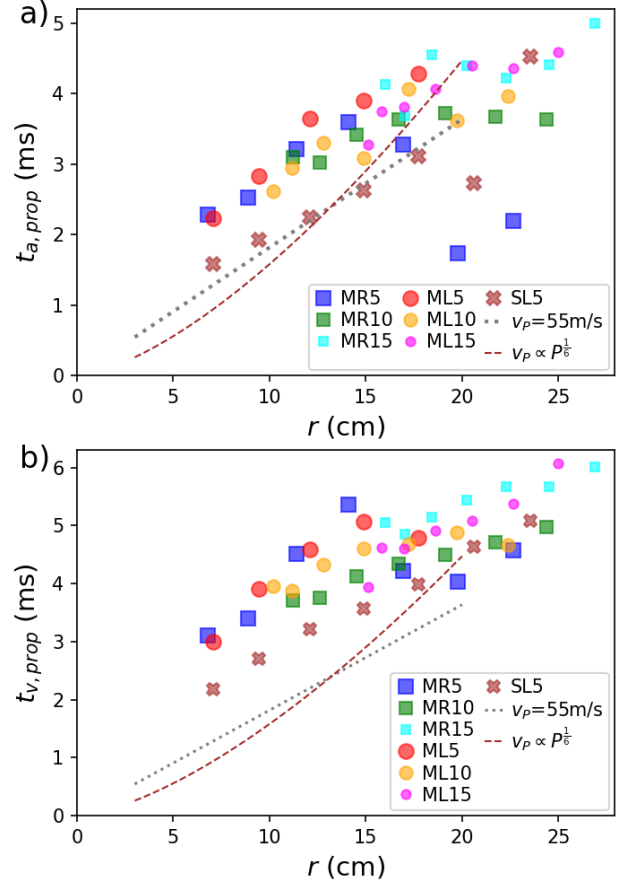 a)
5
4
3
2
1
0
t_{a, prop} (ms)
MR5
MR10
MR15
ML5
ML10
ML15
SL5
v_P=55m/s
v_P ∝ P^{1/6}
0 5 10 15 20 25
r (cm)
b)
6
5
4
3
2
1
0
t_{v, prop} (ms)
MR5
MR10
MR15
ML5
ML10
ML15
SL5
v_P=55m/s
v_P ∝ P^{1/6}
0 5 10 15 20 25
r (cm)